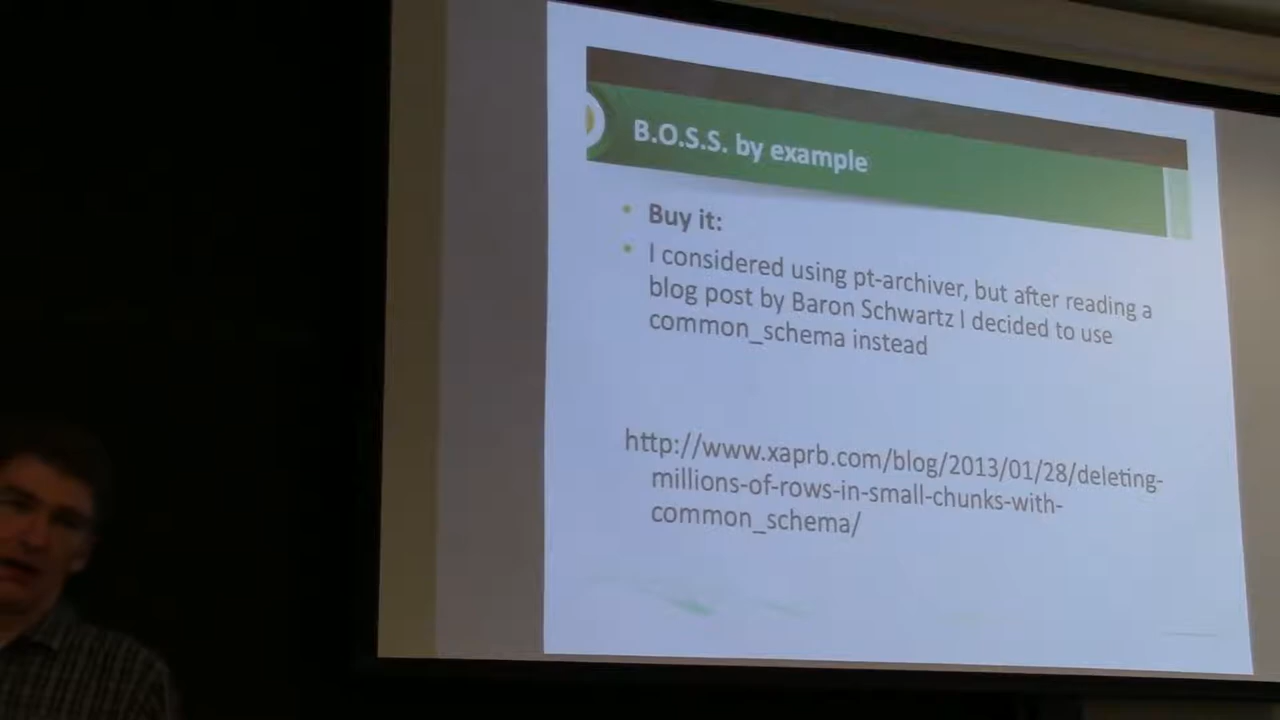 B.O.S.S. by example
Buy it:
I considered using pt-archiver, but after reading a
blog post by Baron Schwartz I decided to use
common_schema instead
http://www.xaprb.com/blog/2013/01/28/deleting-
millions-of-rows-in-small-chunks-with-
common_schema/